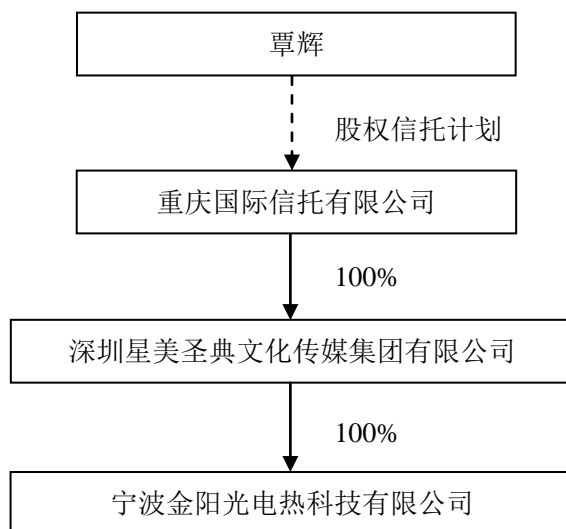 覃辉
股权信托计划
重庆国际信托有限公司
100%
深圳星美圣典文化传媒集团有限公司
100%
宁波金阳光电热科技有限公司